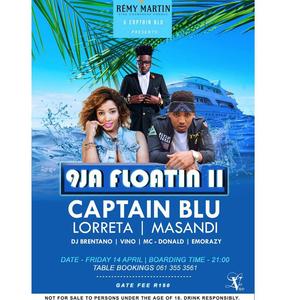 RÉMY MARTIN
& CAPTAIN BLU
PRESENTS
9JA FLOATIN II
CAPTAIN BLU
LORRETA | MASANDI
DJ BRENTANO | VINO | MC - DONALD | EMORAZY
DATE - FRIDAY 14 APRIL | BOARDING TIME - 21:00
TABLE BOOKINGS 061 355 3561
GATE FEE R150
NOT FOR SALE TO PERSONS UNDER THE AGE OF 18. DRINK RESPONSIBLY.